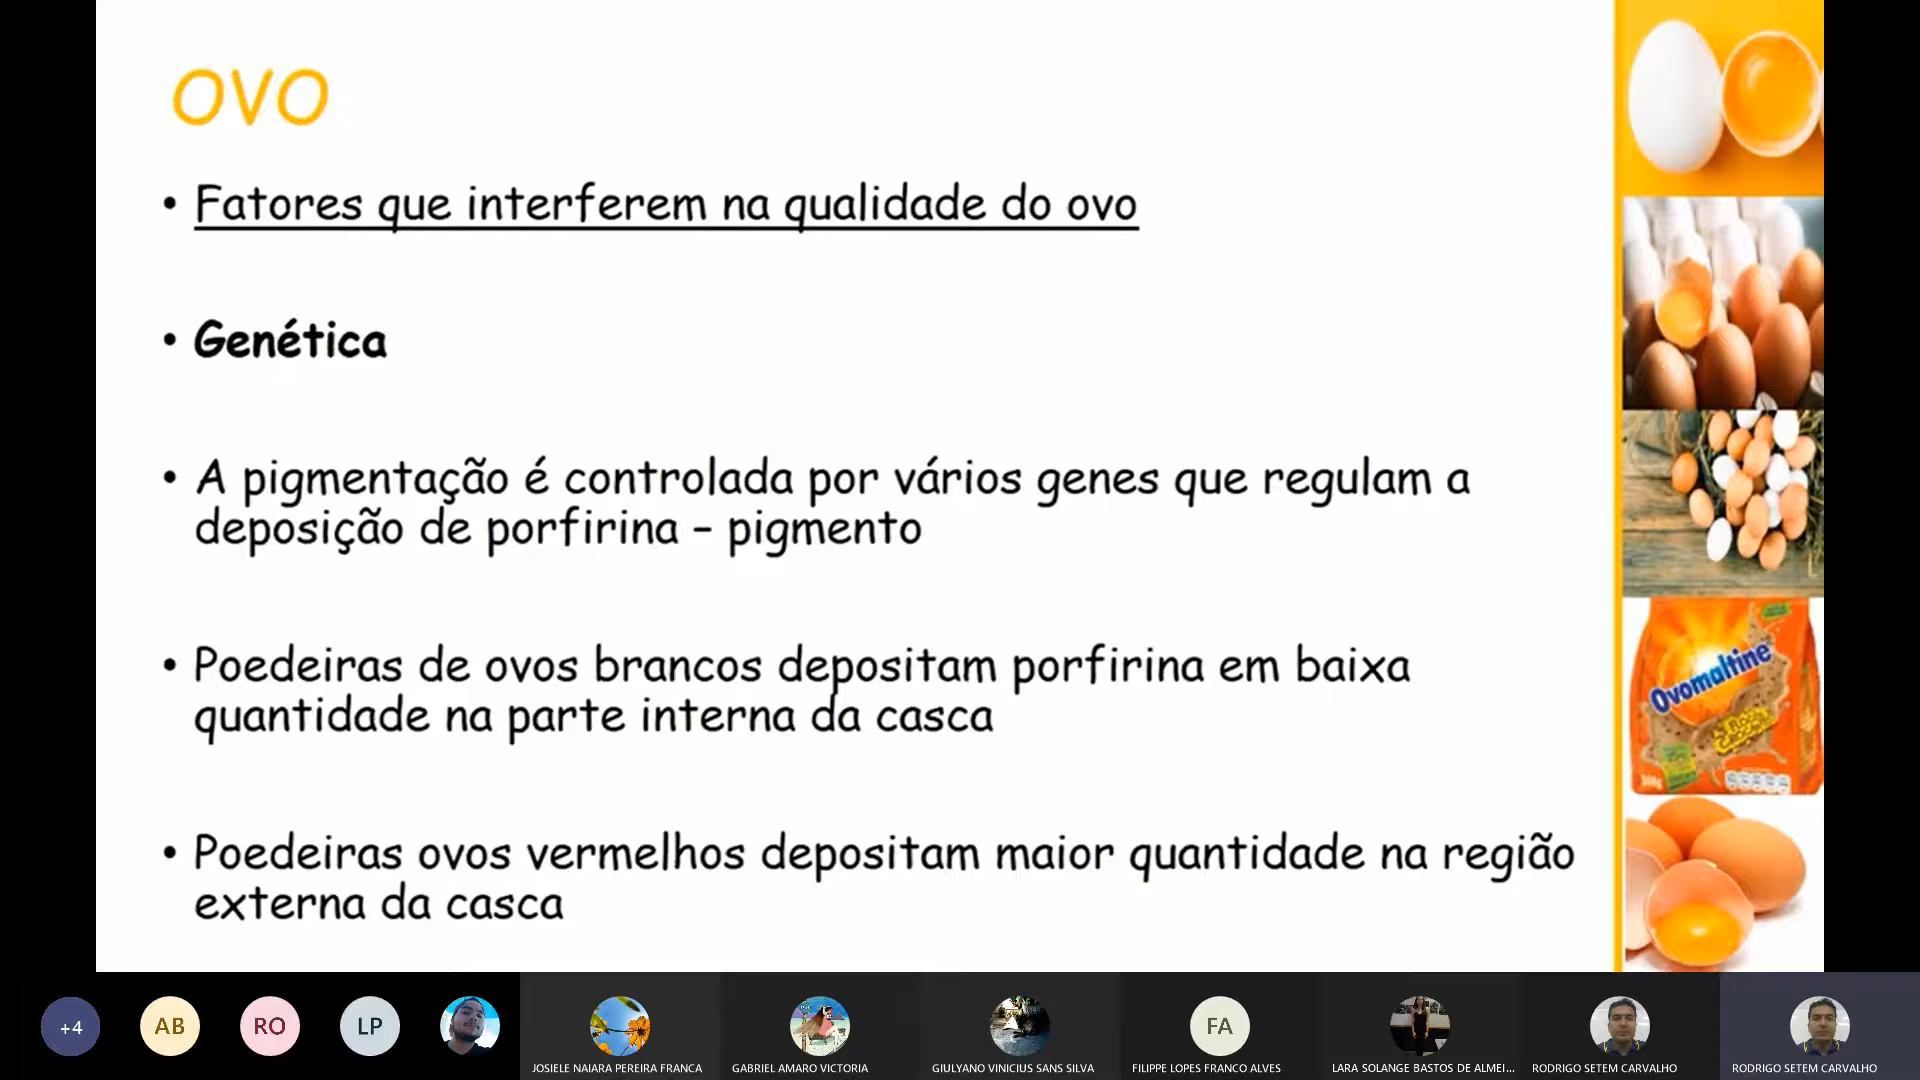 OVO
• Fatores que interferem na qualidade do ovo
• Genética
• A pigmentação é controlada por vários genes que regulam a
deposição de porfirina – pigmento
• Poedeiras de ovos brancos depositam porfirina em baixa
quantidade na parte interna da casca
• Poedeiras ovos vermelhos depositam maior quantidade na região
externa da casca
Ovomaltine
+4
AB
RO
LP
FA
JOSIELE NAIARA PEREIRA FRANCA
GABRIEL AMARO VICTORIA
GIULYANO VINICIUS SANS SILVA
FILIPPE LOPES FRANCO ALVES
LARA SOLANGE BASTOS DE ALMEI...
RODRIGO SETEM CARVALHO
RODRIGO SETEM CARVALHO